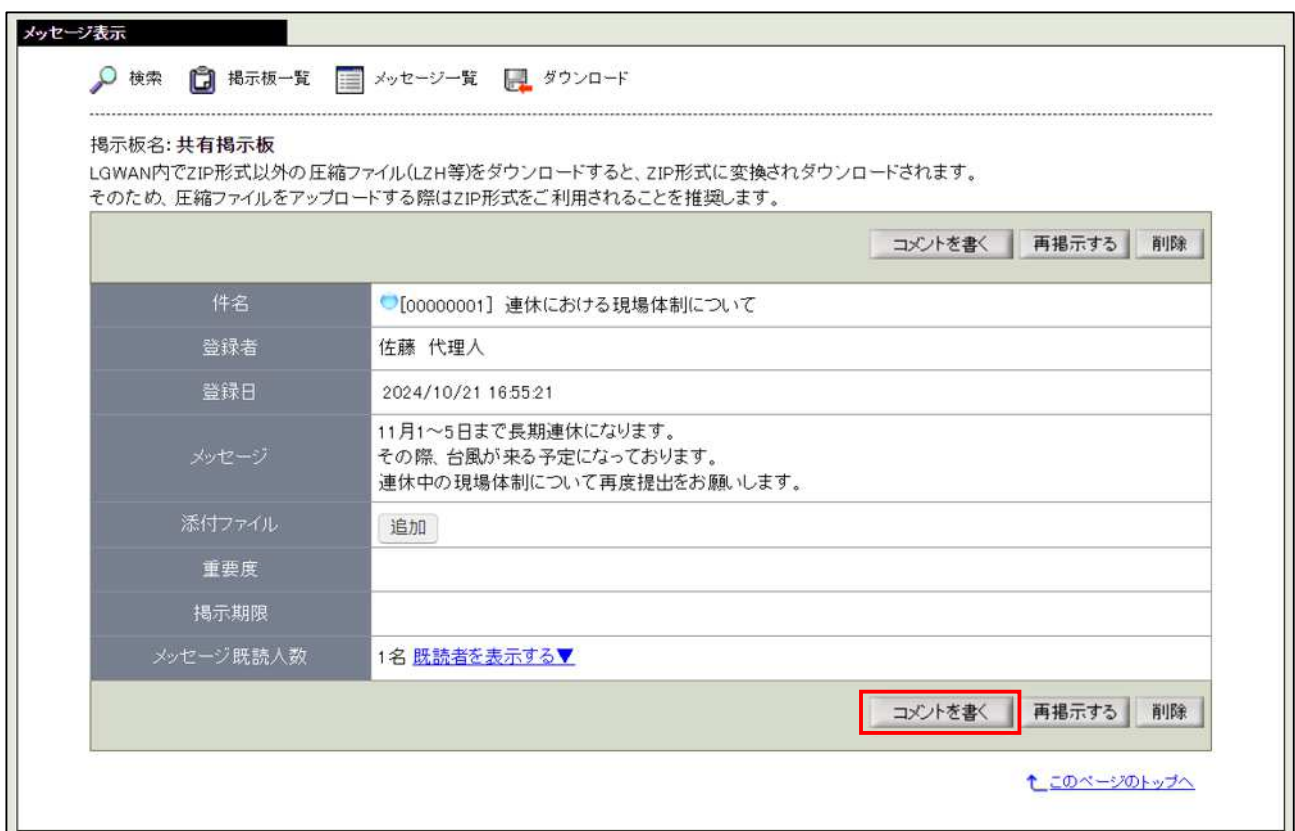 メッセージ表示
検索 掲示板一覧 メッセージ一覧 ダウンロード
掲示板名: 共有掲示板
LGWAN内でZIP形式以外の圧縮ファイル(LZH等)をダウンロードすると、ZIP形式に変換されダウンロードされます。
そのため、圧縮ファイルをアップロードする際はZIP形式をご利用されることを推奨します。
コメントを書く 再掲示する 削除
件名 [00000001] 連休における現場体制について
登録者 佐藤 代理人
登録日 2024/10/21 16:55:21
メッセージ 11月1～5日まで長期連休になります。
その際、台風が来る予定になっております。
連休中の現場体制について再度提出をお願いします。
添付ファイル 追加
重要度
掲示期限
メッセージ既読人数 1名 既読者を表示する▼
コメントを書く 再掲示する 削除
このページのトップへ